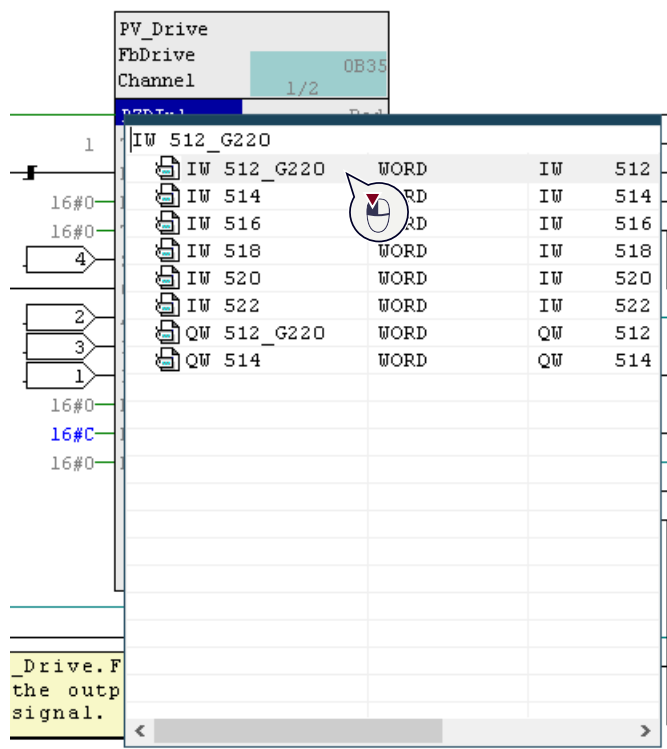 PV_Drive
FbDrive
Channel
OB35
1/2
IW 512_G220
IW 512_G220 WORD IW 512
IW 514 IW 514
IW 516 IW 516
IW 518 WORD IW 518
IW 520 WORD IW 520
IW 522 WORD IW 522
QW 512_G220 WORD QW 512
QW 514 WORD QW 514
1
16#0
16#0
4
2
3
1
16#0
16#C
16#0
_Drive.F
the outp
signal.